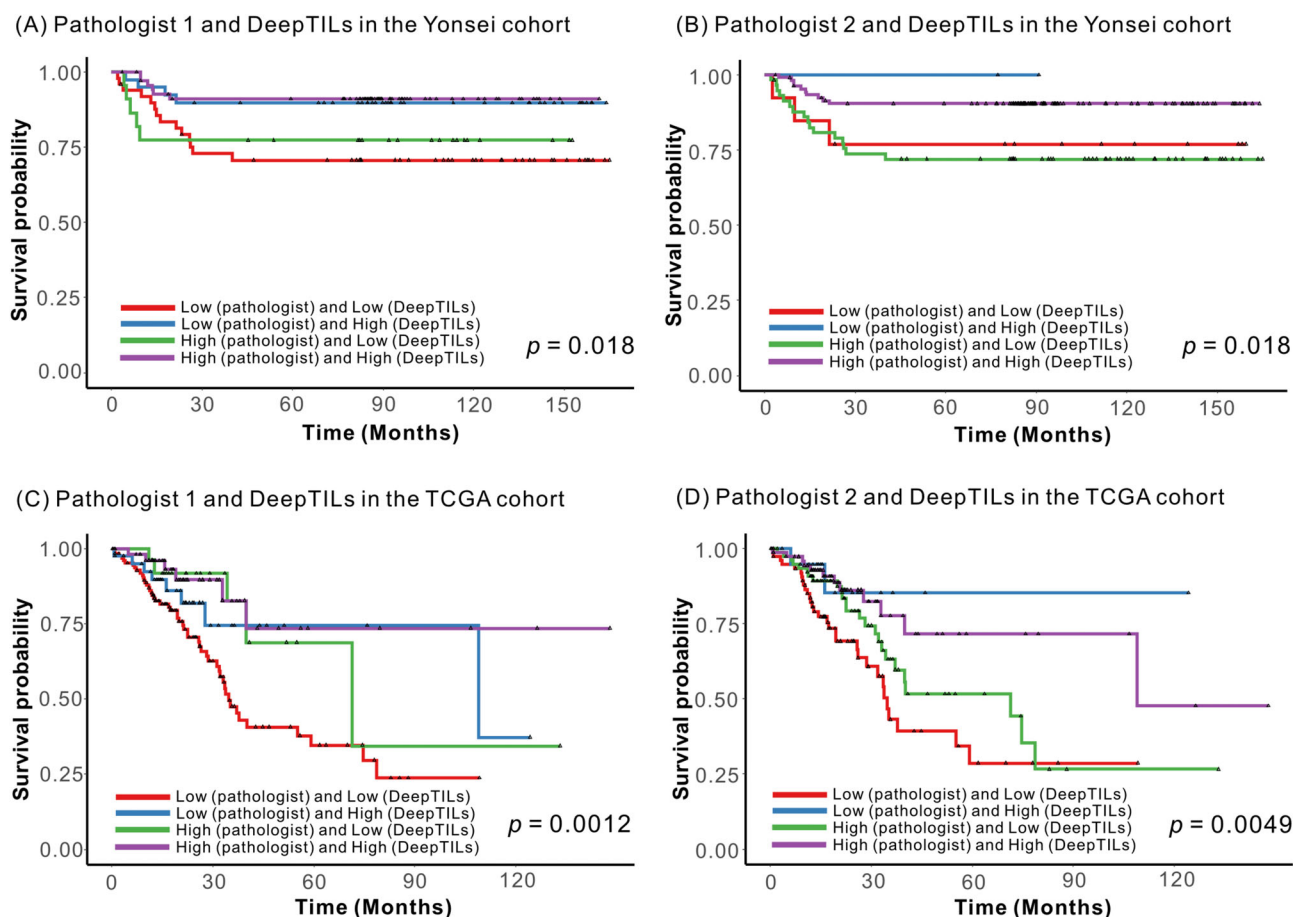 (A) Pathologist 1 and DeepTILs in the Yonsei cohort
Survival probability
1.00
0.75
0.50
0.25
0.00
Low (pathologist) and Low (DeepTILs)
Low (pathologist) and High (DeepTILs)
High (pathologist) and Low (DeepTILs)
High (pathologist) and High (DeepTILs)
p = 0.018
0 30 60 90 120 150
Time (Months)
(B) Pathologist 2 and DeepTILs in the Yonsei cohort
Survival probability
1.00
0.75
0.50
0.25
0.00
Low (pathologist) and Low (DeepTILs)
Low (pathologist) and High (DeepTILs)
High (pathologist) and Low (DeepTILs)
High (pathologist) and High (DeepTILs)
p = 0.018
0 30 60 90 120 150
Time (Months)
(C) Pathologist 1 and DeepTILs in the TCGA cohort
Survival probability
1.00
0.75
0.50
0.25
0.00
Low (pathologist) and Low (DeepTILs)
Low (pathologist) and High (DeepTILs)
High (pathologist) and Low (DeepTILs)
High (pathologist) and High (DeepTILs)
p = 0.0012
0 30 60 90 120
Time (Months)
(D) Pathologist 2 and DeepTILs in the TCGA cohort
Survival probability
1.00
0.75
0.50
0.25
0.00
Low (pathologist) and Low (DeepTILs)
Low (pathologist) and High (DeepTILs)
High (pathologist) and Low (DeepTILs)
High (pathologist) and High (DeepTILs)
p = 0.0049
0 30 60 90 120
Time (Months)